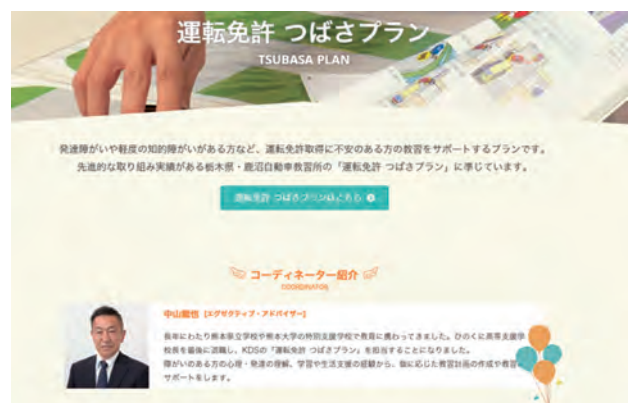 運転免許 つばさプラン
TSUBASA PLAN
発達障がいや軽度の知的障がいがある方など、運転免許取得に不安のある方の教習をサポートするプランです。
先進的な取り組み実績がある栃木県・鹿沼自動車教習所の「運転免許 つばさプラン」に準じています。
運転免許 つばさプランはこちら
コーディネーター紹介
COORDINATOR
[エグゼクティブ・アドバイザー]
長年にわたり熊本県立学校や熊本大学の特別支援学校で教育に携わってきました。ひのくに高等支援学
校長を最後に退職し、KDSの「運転免許 つばさプラン」を担当することになりました。
障がいのある方の心理・発達の理解、学習や生活支援の経験から、個に応じた教習計画の作成や教習
サポートをします。